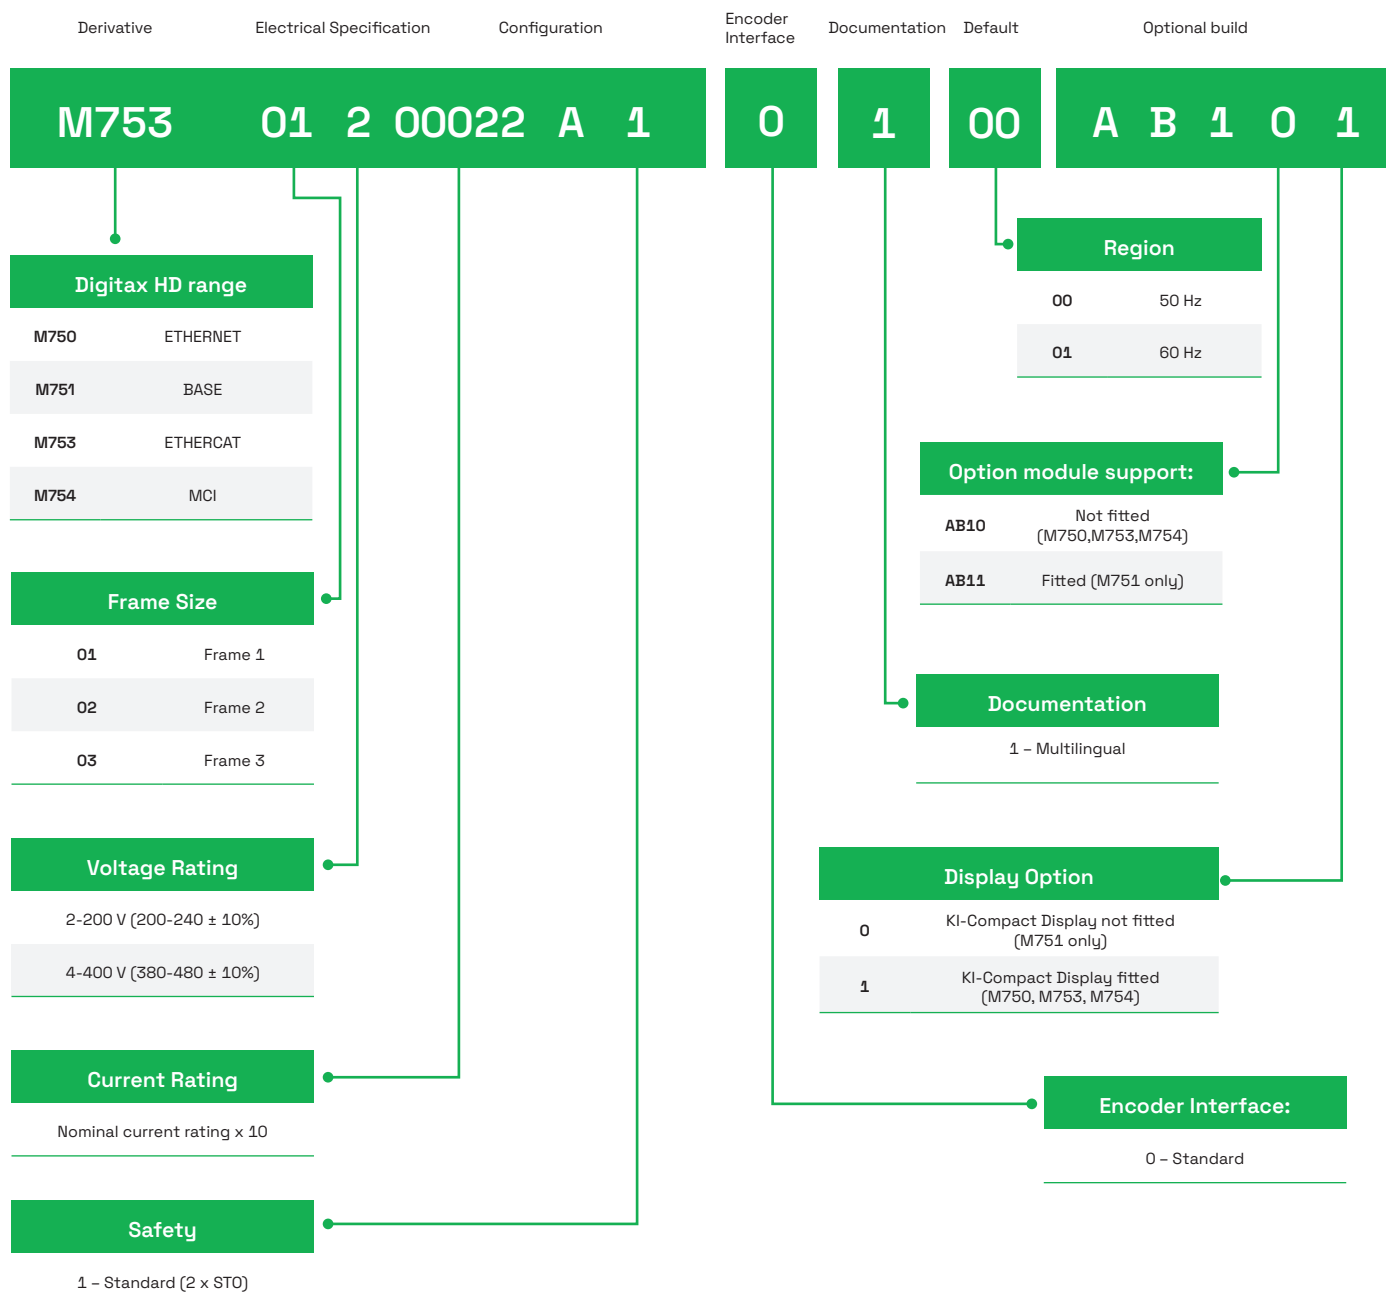 Derivative
Electrical Specification
Configuration
Encoder
Interface
Documentation
Default
Optional build
M753 01 2 00022 A 1
0
1
00
A B 1 0 1
Digitax HD range
M750 ETHERNET
M751 BASE
M753 ETHERCAT
M754 MCI
Frame Size
01 Frame 1
02 Frame 2
03 Frame 3
Voltage Rating
2-200 V (200-240 ± 10%)
4-400 V (380-480 ± 10%)
Current Rating
Nominal current rating x 10
Safety
1 – Standard (2 x STO)
Region
00 50 Hz
01 60 Hz
Option module support:
AB10 Not fitted
(M750,M753,M754)
AB11 Fitted (M751 only)
Documentation
1 – Multilingual
Display Option
0 KI-Compact Display not fitted
(M751 only)
1 KI-Compact Display fitted
(M750, M753, M754)
Encoder Interface:
0 – Standard